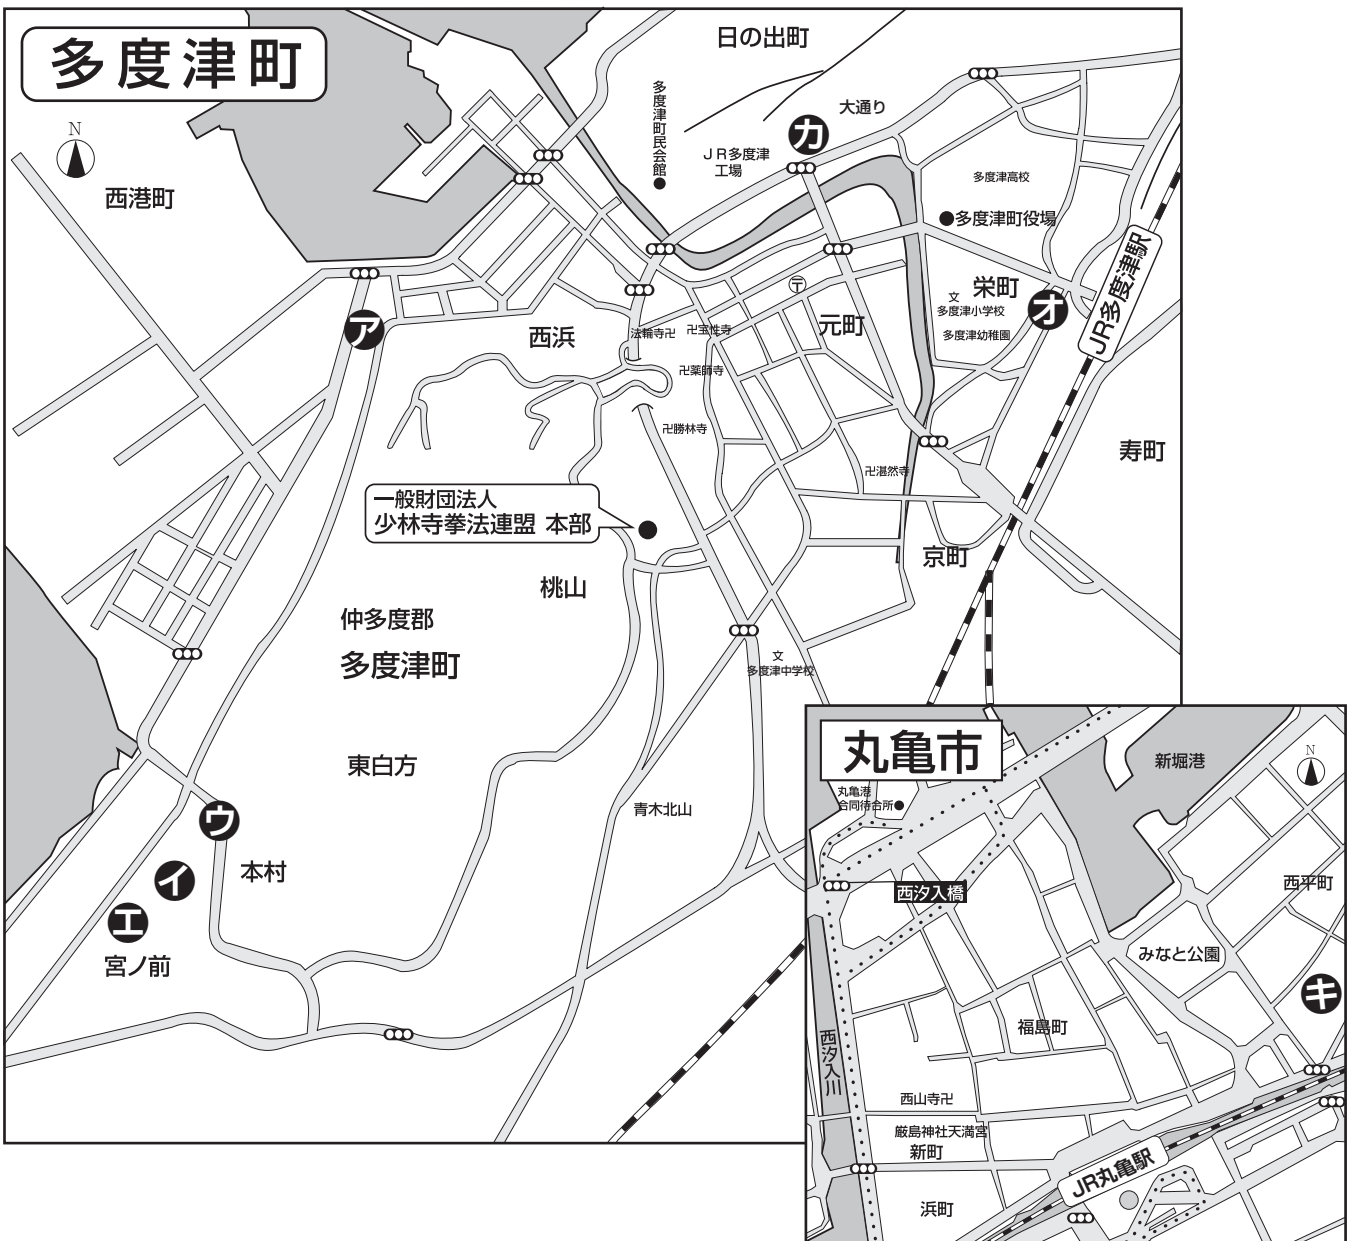 多度津町
N
西港町
日の出町
多度津町民会館
JR多度津
工場
カ
大通り
多度津高校
多度津町役場
栄町
文
多度津小学校
多度津幼稚園
オ
JR多度津駅
ア
西浜
法輪寺卍
卍宝性寺
卍薬師寺
卍勝林寺
〒
元町
卍湛然寺
寿町
京町
一般財団法人
少林寺拳法連盟 本部
桃山
仲多度郡
多度津町
文
多度津中学校
東白方
青木北山
ウ
本村
イ
エ
宮ノ前
丸亀市
N
丸亀港
合同待合所
新堀港
西汐入橋
西平町
みなと公園
キ
福島町
西汐入川
西山寺卍
厳島神社天満宮
新町
JR丸亀駅
浜町